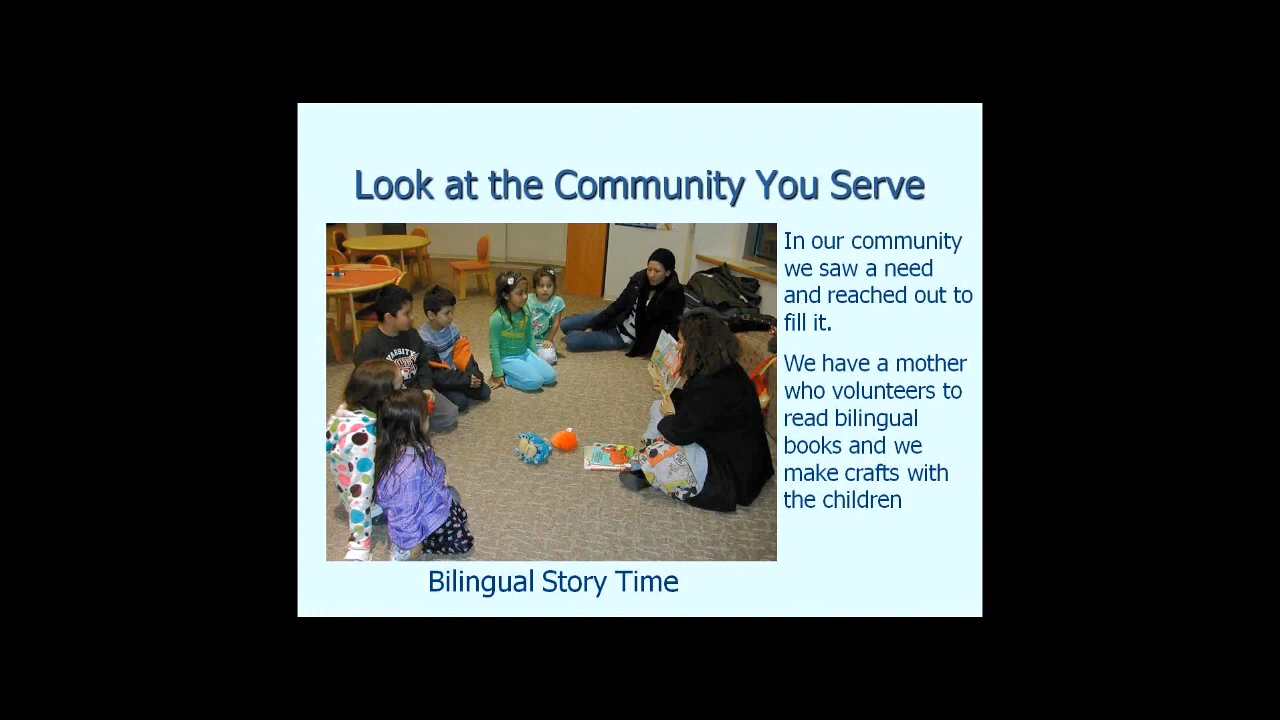 Look at the Community You Serve
In our community
we saw a need
and reached out to
fill it.
We have a mother
who volunteers to
read bilingual
books and we
make crafts with
the children
VARSITY
Bilingual Story Time